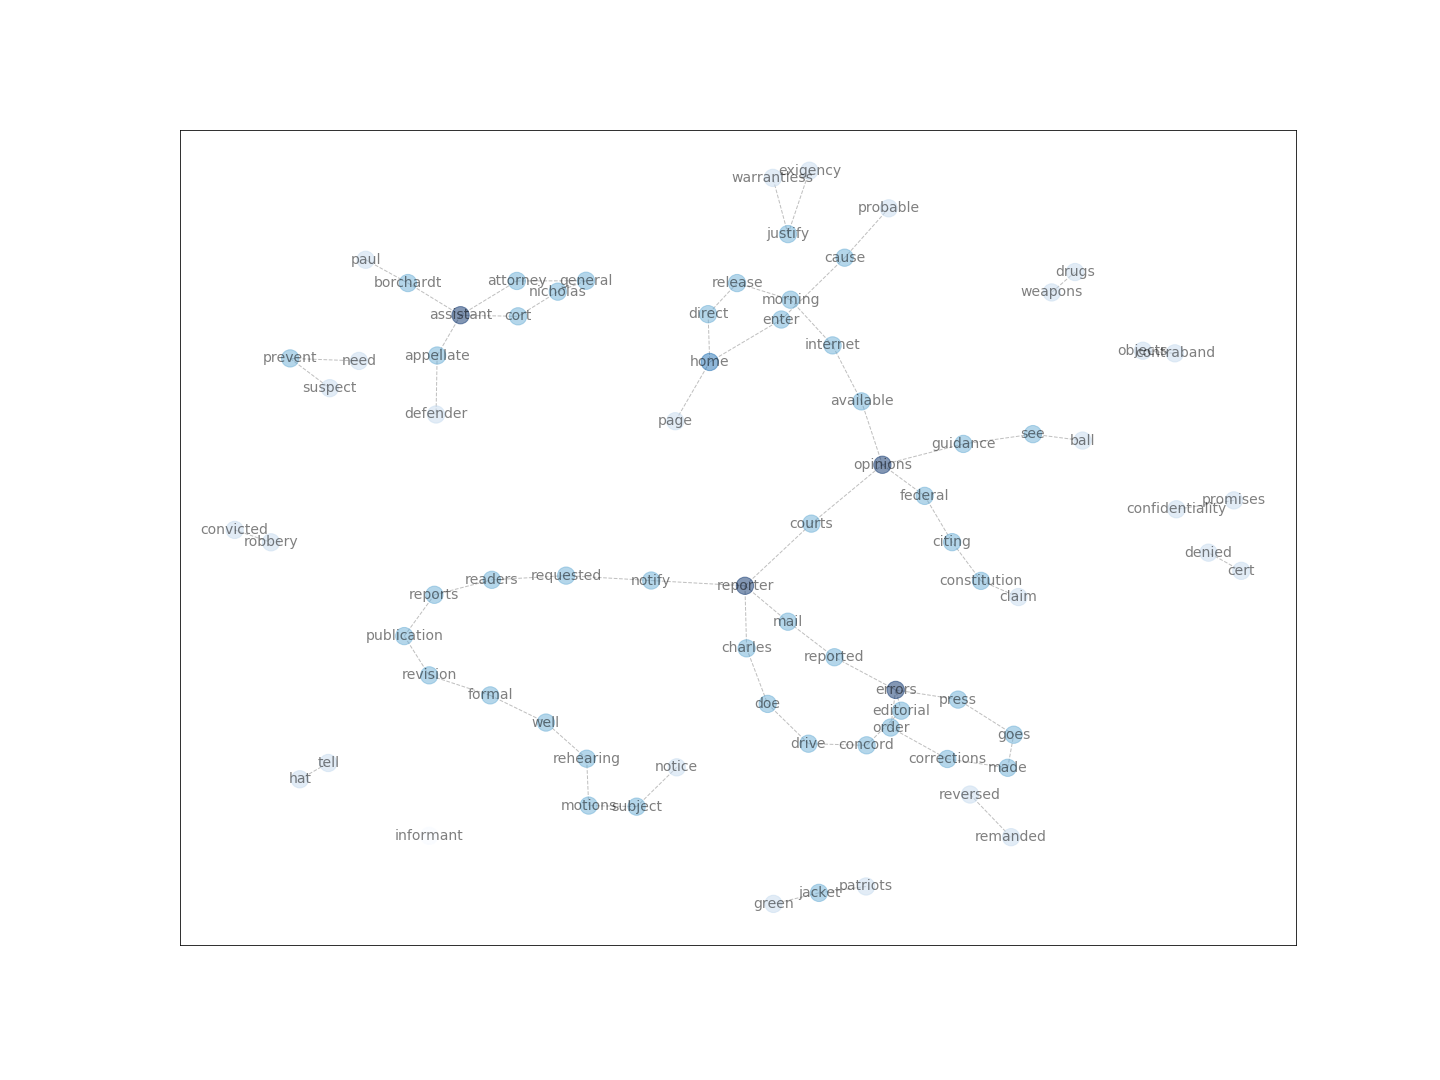 exigency
warrantless
probable
justify
cause
paul
drugs
borchardt
attorney
general
release
nicholas
weapons
morning
assistant
cort
direct
enter
internet
objects
contraband
prevent
need
appellate
home
suspect
available
defender
page
guidance
see
ball
opinions
federal
promises
confidentiality
courts
convicted
robbery
citing
denied
cert
readers
requested
notify
reporter
constitution
claim
reports
mail
publication
charles
reported
revision
formal
errors
press
doe
editorial
well
order
goes
drive
concord
rehearing
corrections
made
tell
notice
hat
reversed
motions
subject
informant
remanded
jacket
patriots
green